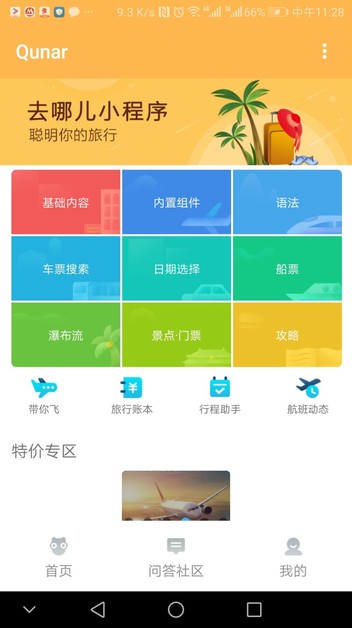 9.3 K/s 66% 中午11:28
Qunar
去哪儿小程序
聪明你的旅行
基础内容 内置组件 语法
车票搜索 日期选择 船票
瀑布流 景点·门票 攻略
带你飞 旅行账本 行程助手 航班动态
特价专区
首页 问答社区 我的